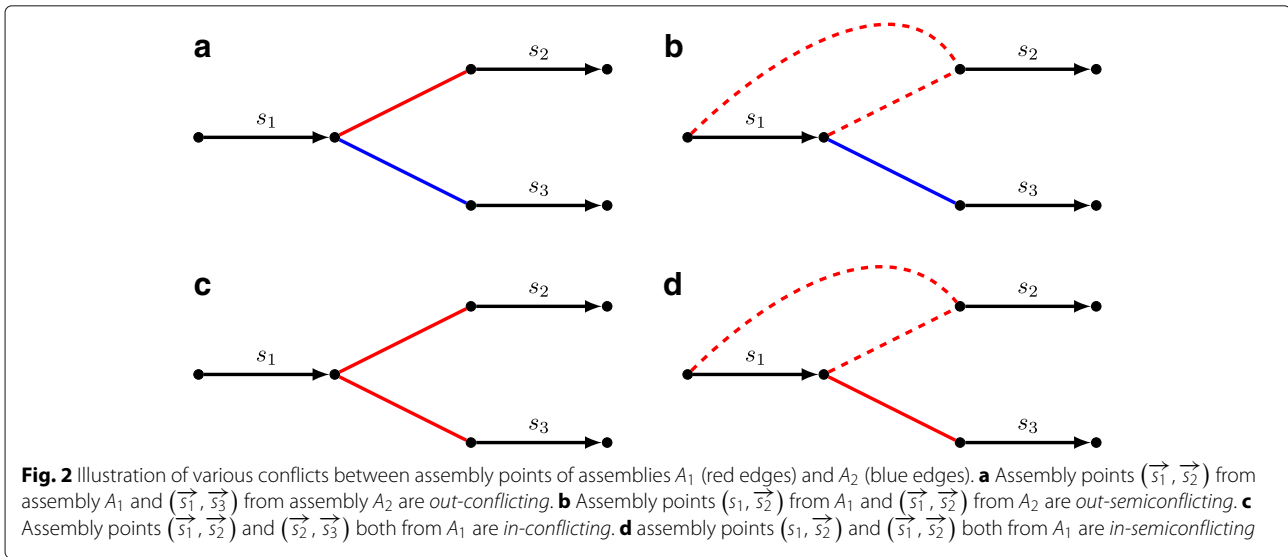 a
s₂
s₁
s₃
b
s₂
s₁
s₃
c
s₂
s₁
s₃
d
s₂
s₁
s₃
Fig. 2 Illustration of various conflicts between assembly points of assemblies A₁ (red edges) and A₂ (blue edges). a Assembly points (→s₁, →s₂) from
assembly A₁ and (→s₁, →s₃) from assembly A₂ are out-conflicting. b Assembly points (s₁, →s₂) from A₁ and (→s₁, →s₂) from A₂ are out-semiconflicting. c
Assembly points (→s₁, →s₂) and (→s₂, →s₃) both from A₁ are in-conflicting. d assembly points (s₁, →s₂) and (→s₁, →s₂) both from A₁ are in-semiconflicting